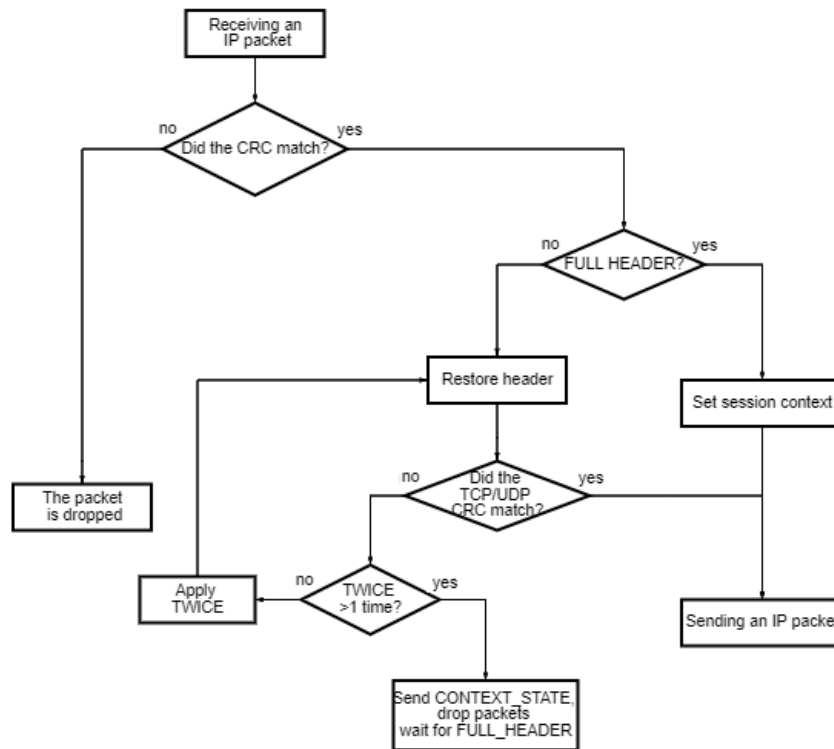 Receiving an
IP packet
no
Did the CRC match?
yes
no
FULL HEADER?
yes
Restore header
Set session context
The packet
is dropped
no
Did the
TCP/UDP
CRC match?
yes
Apply
TWICE
no
TWICE
>1 time?
yes
Sending an IP packe
Send CONTEXT_STATE,
drop packets
wait for FULL_HEADER